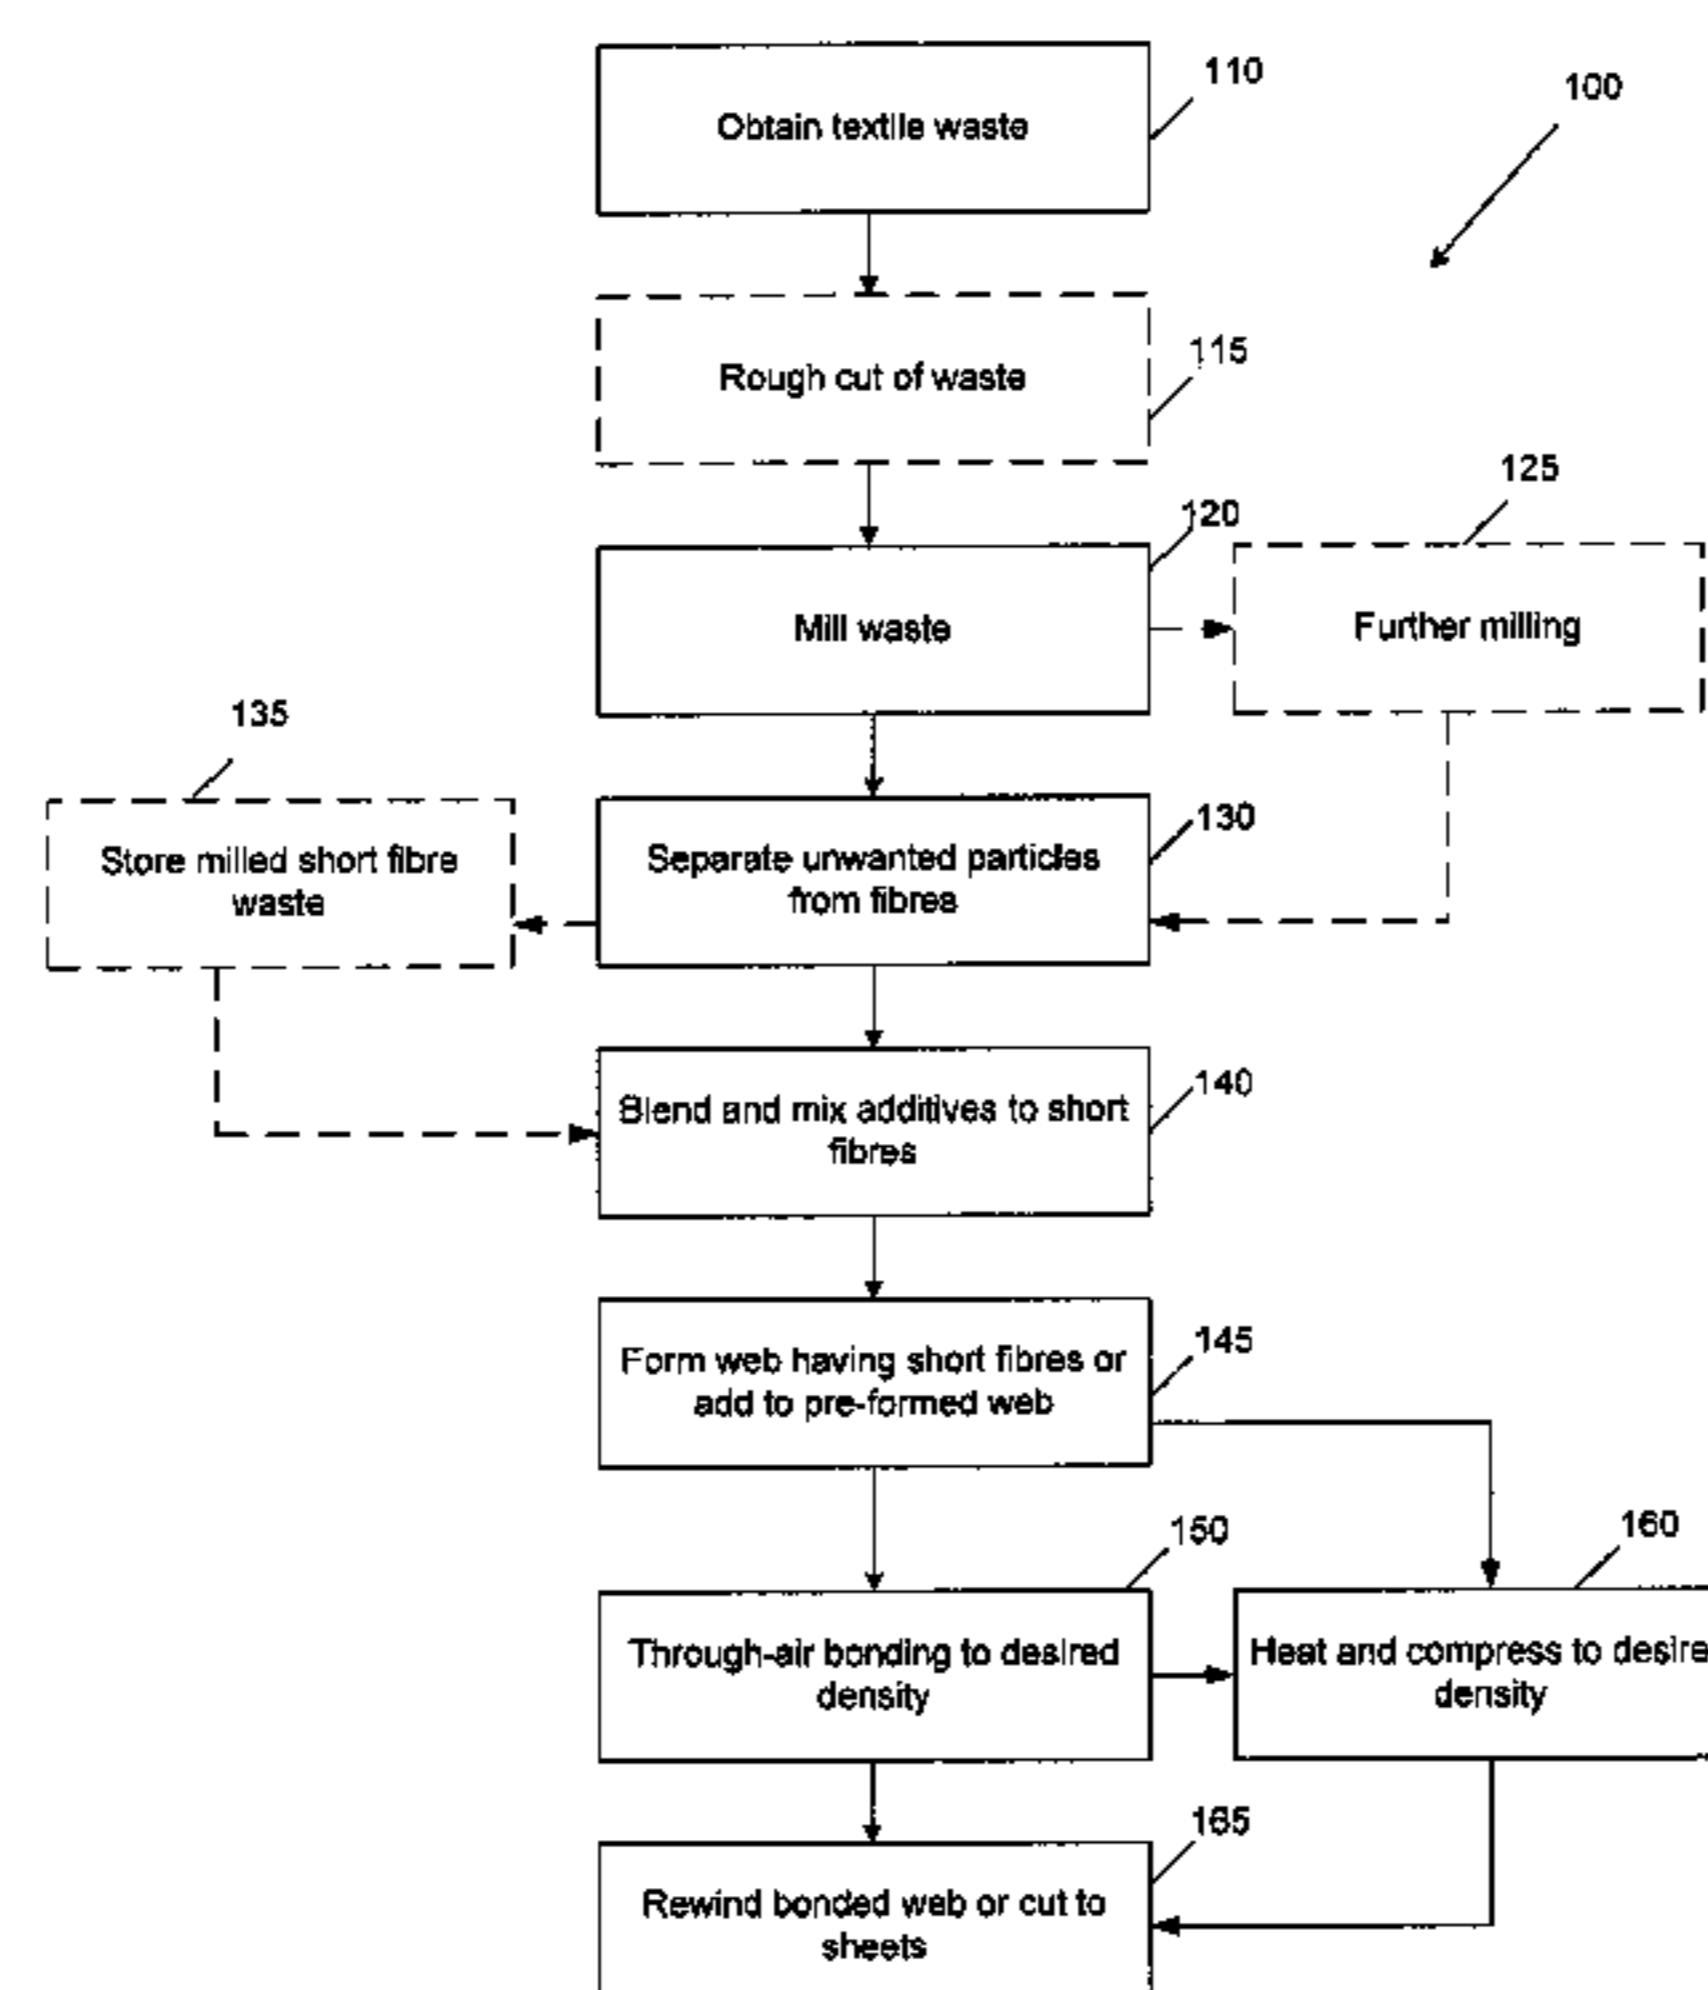 110
100
Obtain textile waste
115
Rough cut of waste
125
120
Mill waste
Further milling
135
130
Store milled short fibre
waste
Separate unwanted particles
from fibres
140
Blend and mix additives to short
fibres
145
Form web having short fibres or
add to pre-formed web
150
160
Through-air bonding to desired
density
Heat and compress to desire
density
165
Rewind bonded web or cut to
sheets